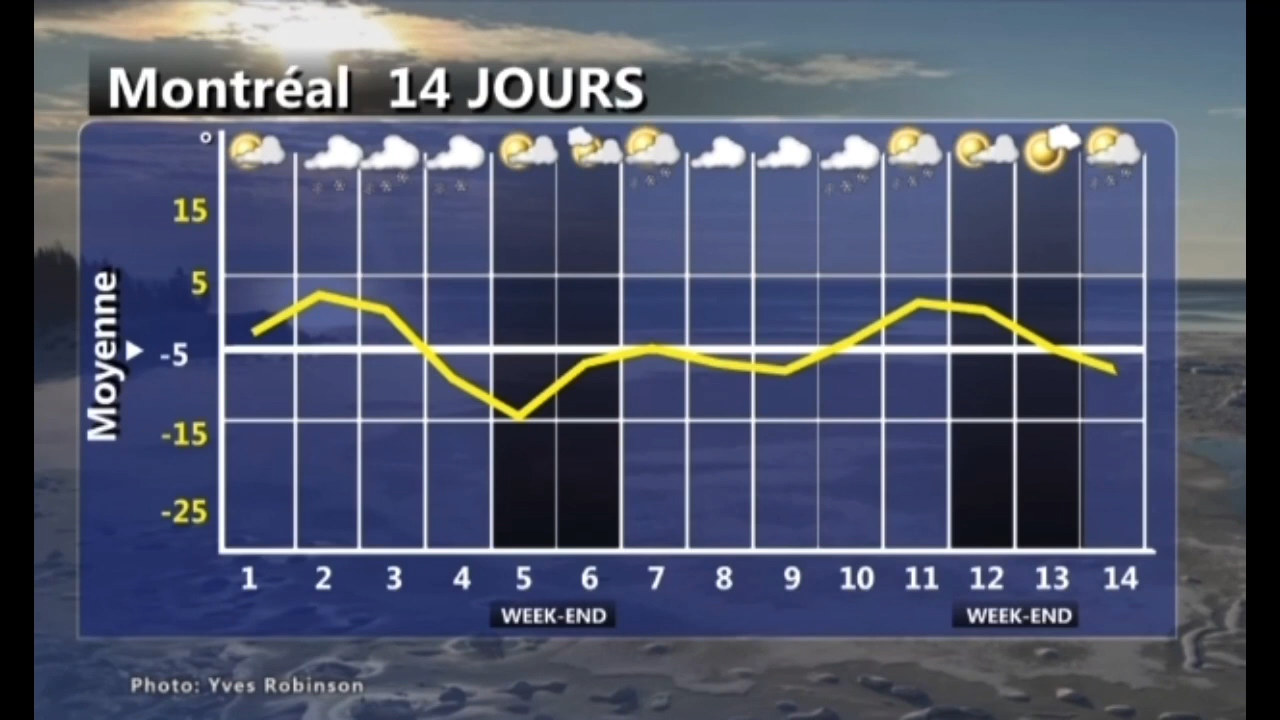 Montréal 14 JOURS
°
15
5
Moyenne
-5
-15
-25
1 2 3 4 5 6 7 8 9 10 11 12 13 14
WEEK-END WEEK-END
Photo: Yves Robinson